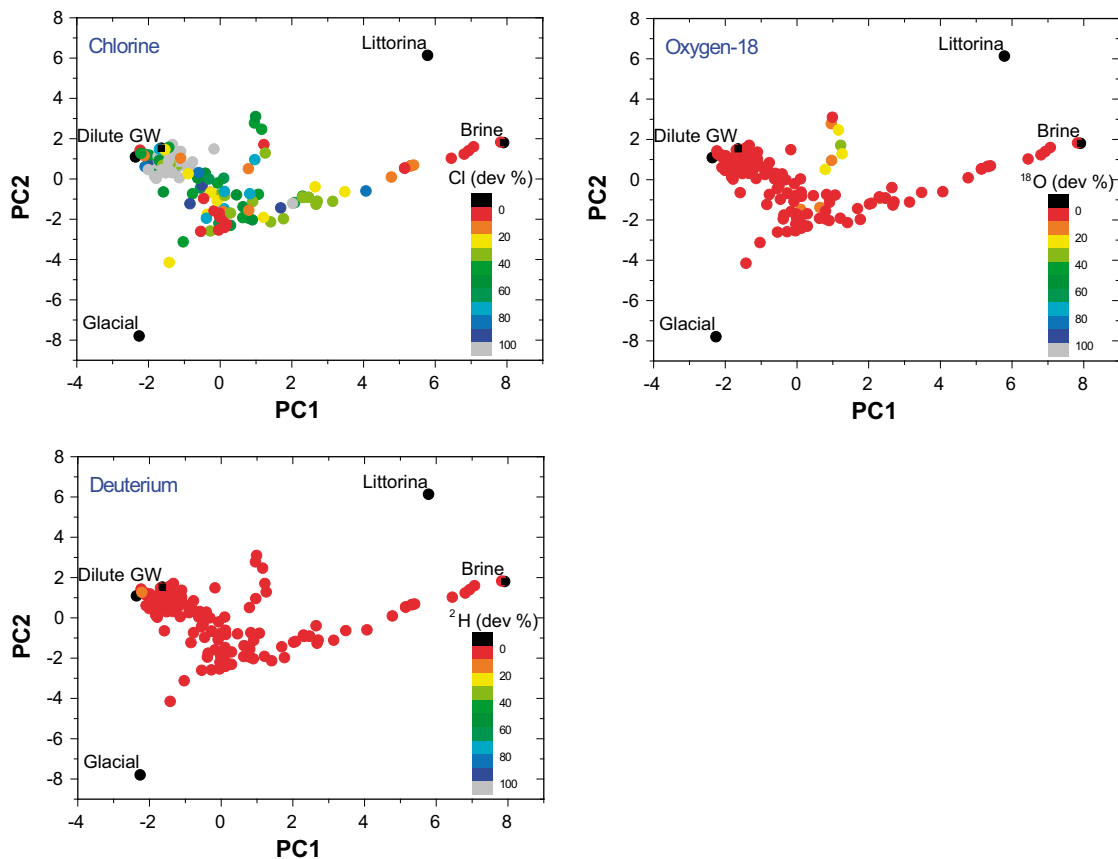 Chlorine
Littorina
Dilute GW
Brine
Glacial
Cl (dev %)
0
20
40
60
80
100
8
6
4
2
0
-2
-4
-6
-8
PC2
-4
-2
0
2
4
6
8
PC1
Oxygen-18
Littorina
Dilute GW
Brine
Glacial
18O (dev %)
0
20
40
60
80
100
8
6
4
2
0
-2
-4
-6
-8
PC2
-4
-2
0
2
4
6
8
PC1
Deuterium
Littorina
Dilute GW
Brine
Glacial
2H (dev %)
0
20
40
60
80
100
8
6
4
2
0
-2
-4
-6
-8
PC2
-4
-2
0
2
4
6
8
PC1